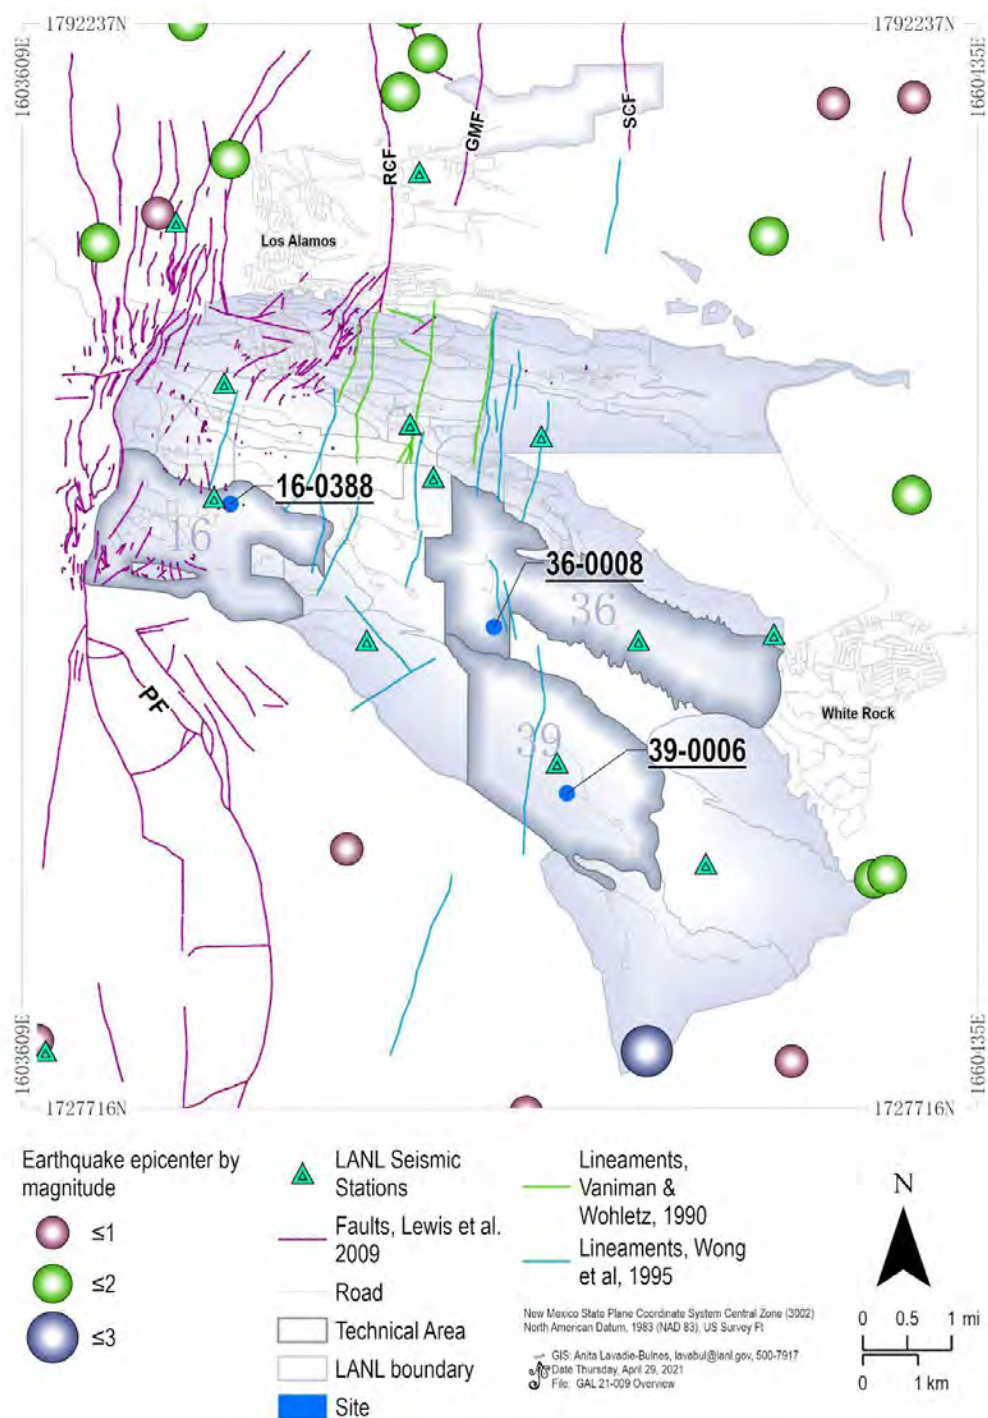 1792237N
1792237N
1603609E
1660435E
RCF
GMF
SCF
Los Alamos
16-0388
16
36-0008
36
PF
White Rock
39
39-0006
1603609E
1660435E
1727716N
1727716N
Earthquake epicenter by
magnitude
≤1
≤2
≤3
LANL Seismic
Stations
Faults, Lewis et al.
2009
Road
Technical Area
LANL boundary
Site
Lineaments,
Vaniman &
Wohletz, 1990
Lineaments, Wong
et al, 1995
New Mexico State Plane Coordinate System Central Zone (3002)
North American Datum, 1983 (NAD 83), US Survey Ft
GIS: Anita Lavadie-Bulnes, lavabul@lanl.gov, 500-7917
Date Thursday, April 29, 2021
File: GAL 21-009 Overview
N
0 0.5 1 mi
0 1 km